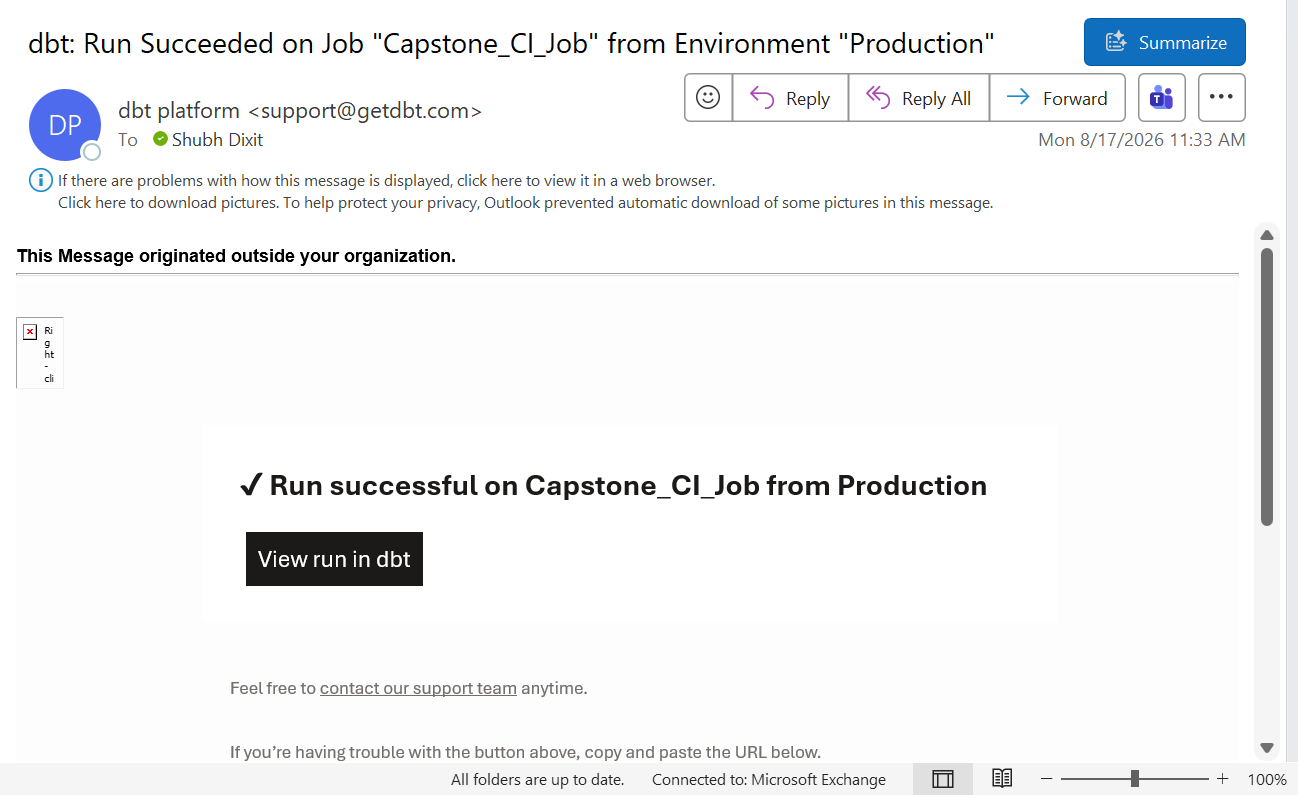 dbt: Run Succeeded on Job "Capstone_CI_Job" from Environment "Production"
Summarize
DP
dbt platform <support@getdbt.com>
Reply
Reply All
Forward
T
To Shubh Dixit
Mon 8/17/2026 11:33 AM
If there are problems with how this message is displayed, click here to view it in a web browser.
Click here to download pictures. To help protect your privacy, Outlook prevented automatic download of some pictures in this message.
This Message originated outside your organization.
Ri
g
ht
-
cli
✓ Run successful on Capstone_CI_Job from Production
View run in dbt
Feel free to contact our support team anytime.
If you’re having trouble with the button above, copy and paste the URL below.
All folders are up to date. Connected to: Microsoft Exchange 100%